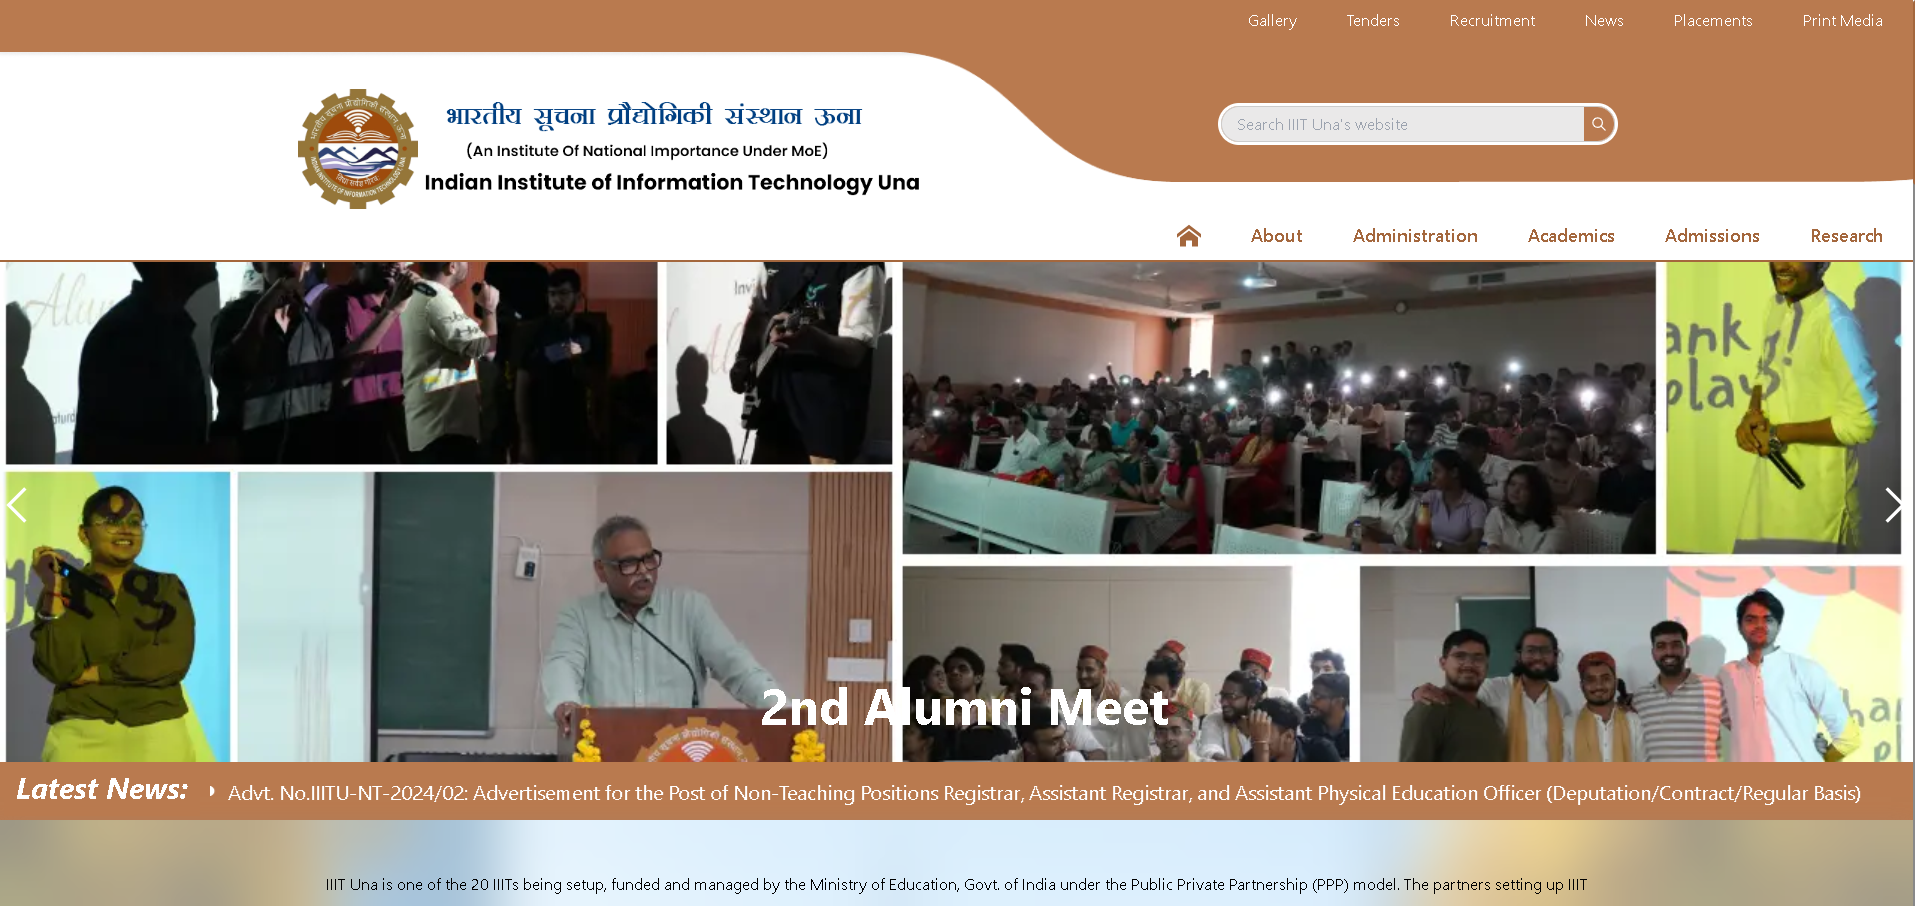 Gallery Tenders Recruitment News Placements Print Media
भारतीय सूचना प्रौद्योगिकी संस्थान ऊना
(An Institute Of National Importance Under MoE)
Indian Institute of Information Technology Una
Search IIIT Una's website
About Administration Academics Admissions Research
2nd Alumni Meet
Latest News: Advt. No.IIITU-NT-2024/02: Advertisement for the Post of Non-Teaching Positions Registrar, Assistant Registrar, and Assistant Physical Education Officer (Deputation/Contract/Regular Basis)
IIIT Una is one of the 20 IIITs being setup, funded and managed by the Ministry of Education, Govt. of India under the Public Private Partnership (PPP) model. The partners setting up IIIT